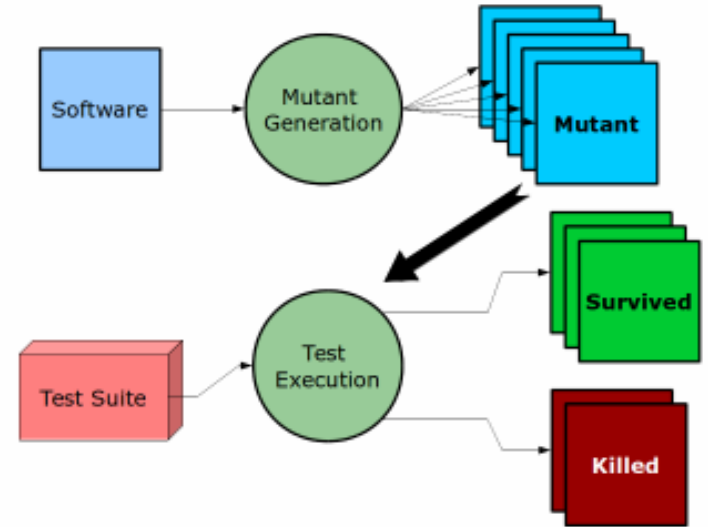 Software
Mutant
Generation
Mutant
Test Suite
Test
Execution
Survived
Killed